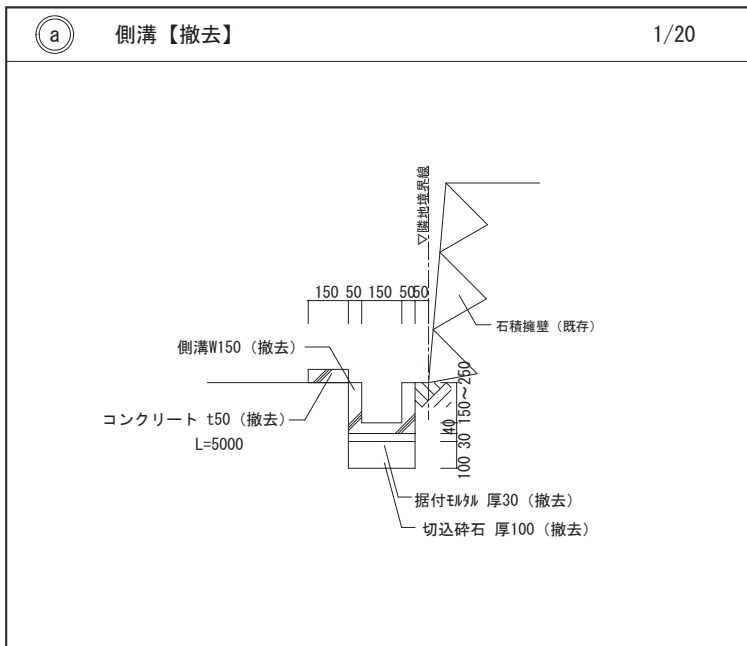 a 側溝【撤去】 1/20
▽隣地境界線
150 50 150 50 50
石積擁壁（既存）
側溝W150（撤去）
コンクリート t50（撤去）
L=5000
100 30 40 150～250
据付ﾓﾙﾀﾙ 厚30（撤去）
切込砕石 厚100（撤去）